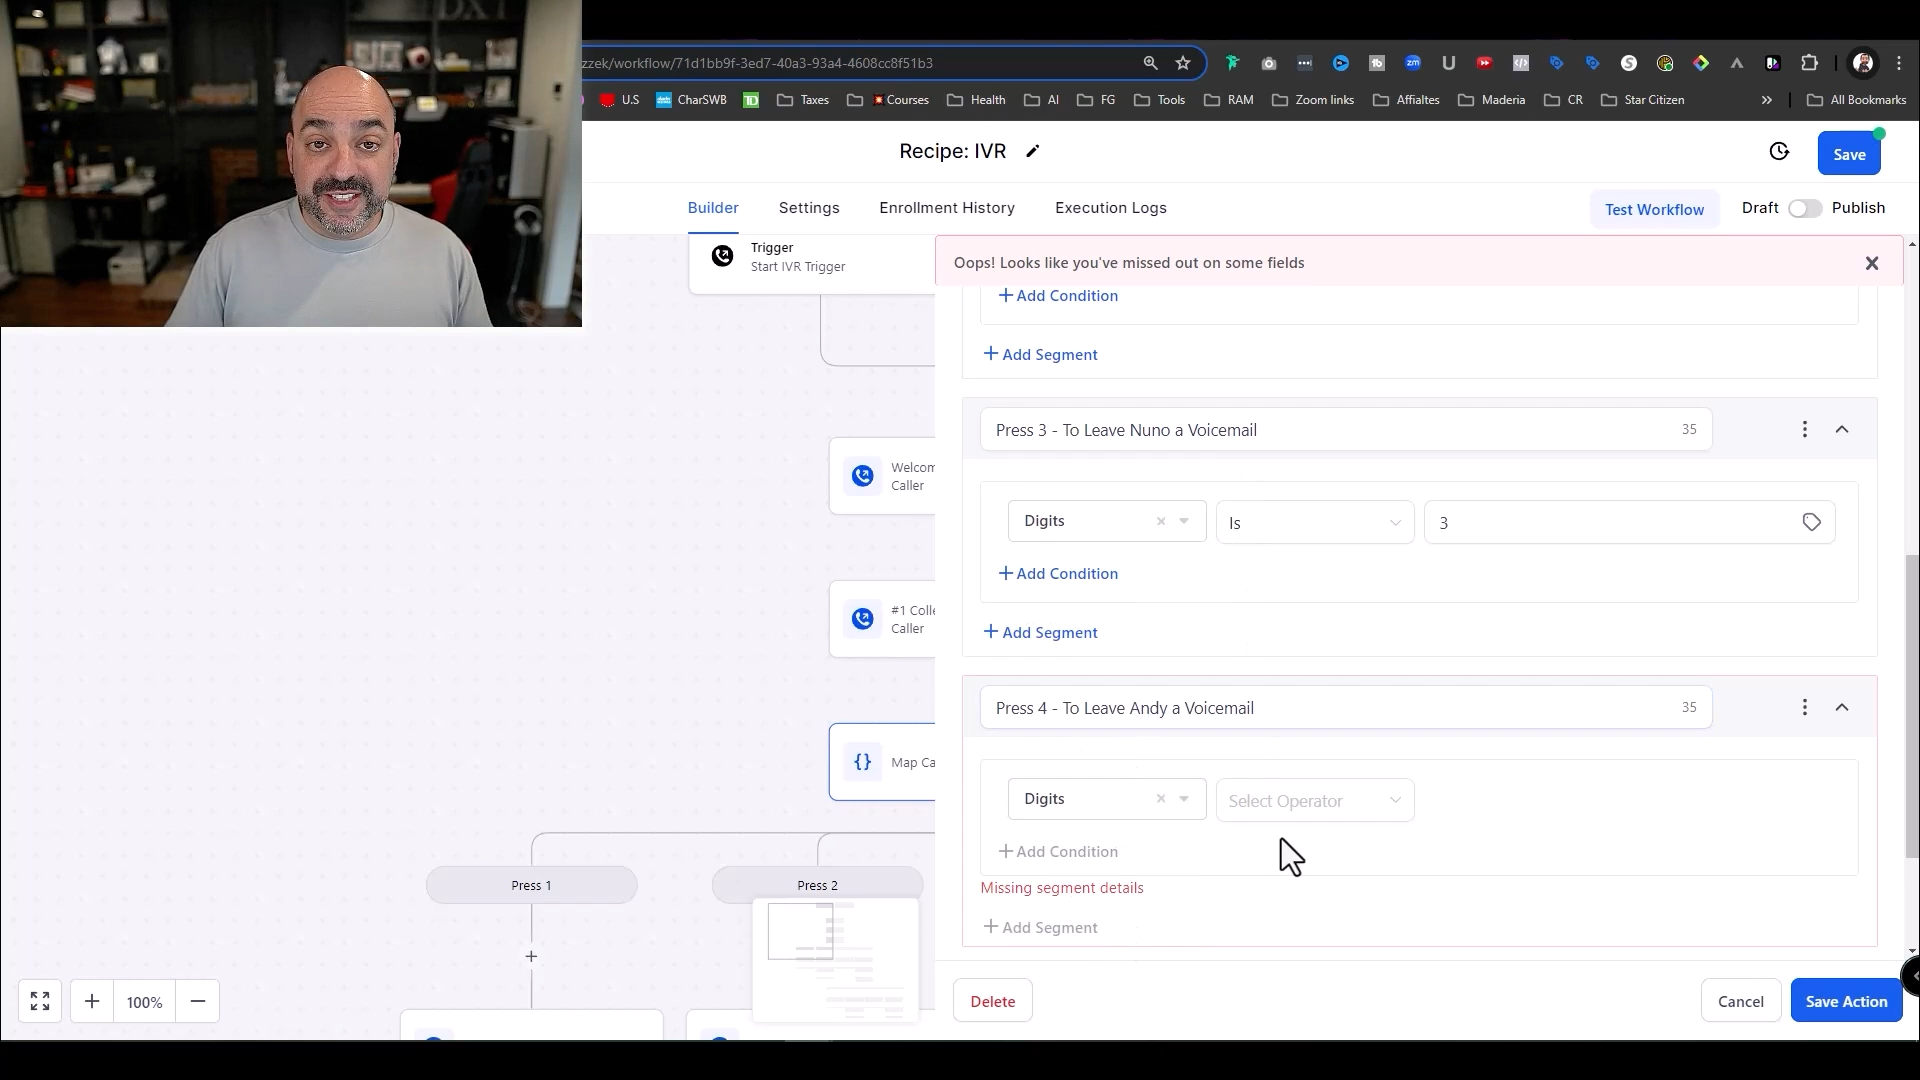 zzek/workflow/71d1bb9f-3ed7-40a3-93a4-4608cc8f51b3
U.S CharSWB TD Taxes Courses Health AI FG Tools RAM Zoom links Affialtes Maderia CR Star Citizen » All Bookmarks
Recipe: IVR
Save
Builder Settings Enrollment History Execution Logs Test Workflow Draft Publish
Trigger
Start IVR Trigger
Oops! Looks like you've missed out on some fields
+ Add Condition
+ Add Segment
Press 3 - To Leave Nuno a Voicemail 35
Welcom
Caller
Digits Is 3
+ Add Condition
#1 Colle
Caller
+ Add Segment
Press 4 - To Leave Andy a Voicemail 35
{} Map Ca
Digits Select Operator
+ Add Condition
Press 1 Press 2
Missing segment details
+ Add Segment
100%
Delete Cancel Save Action